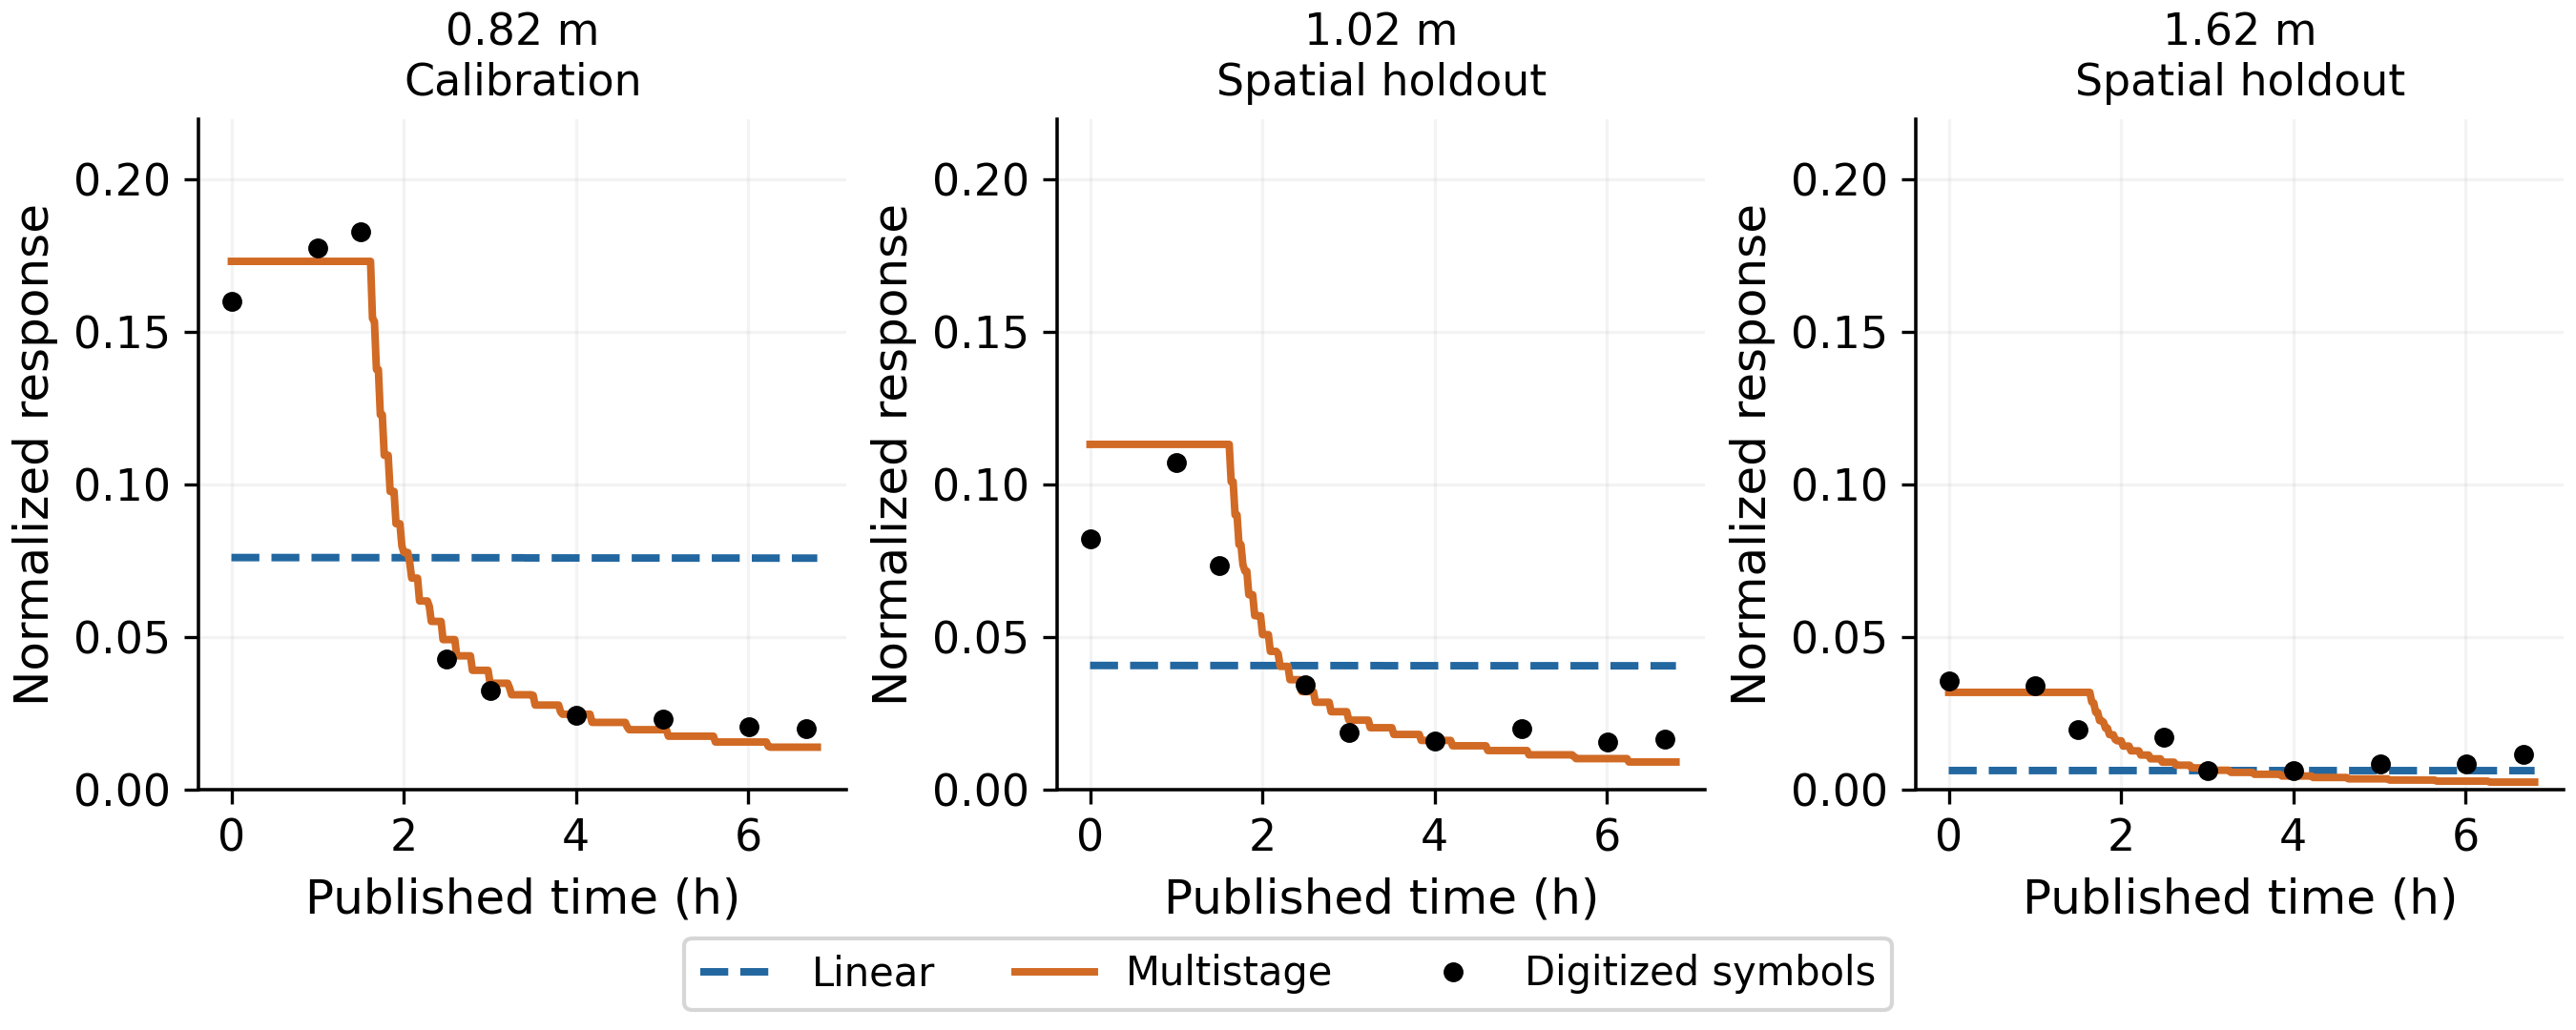 0.82 m
Calibration
1.02 m
Spatial holdout
1.62 m
Spatial holdout
Normalized response
0.20
0.15
0.10
0.05
0.00
0 2 4 6
Published time (h)
Normalized response
0.20
0.15
0.10
0.05
0.00
0 2 4 6
Published time (h)
Normalized response
0.20
0.15
0.10
0.05
0.00
0 2 4 6
Published time (h)
Linear Multistage Digitized symbols